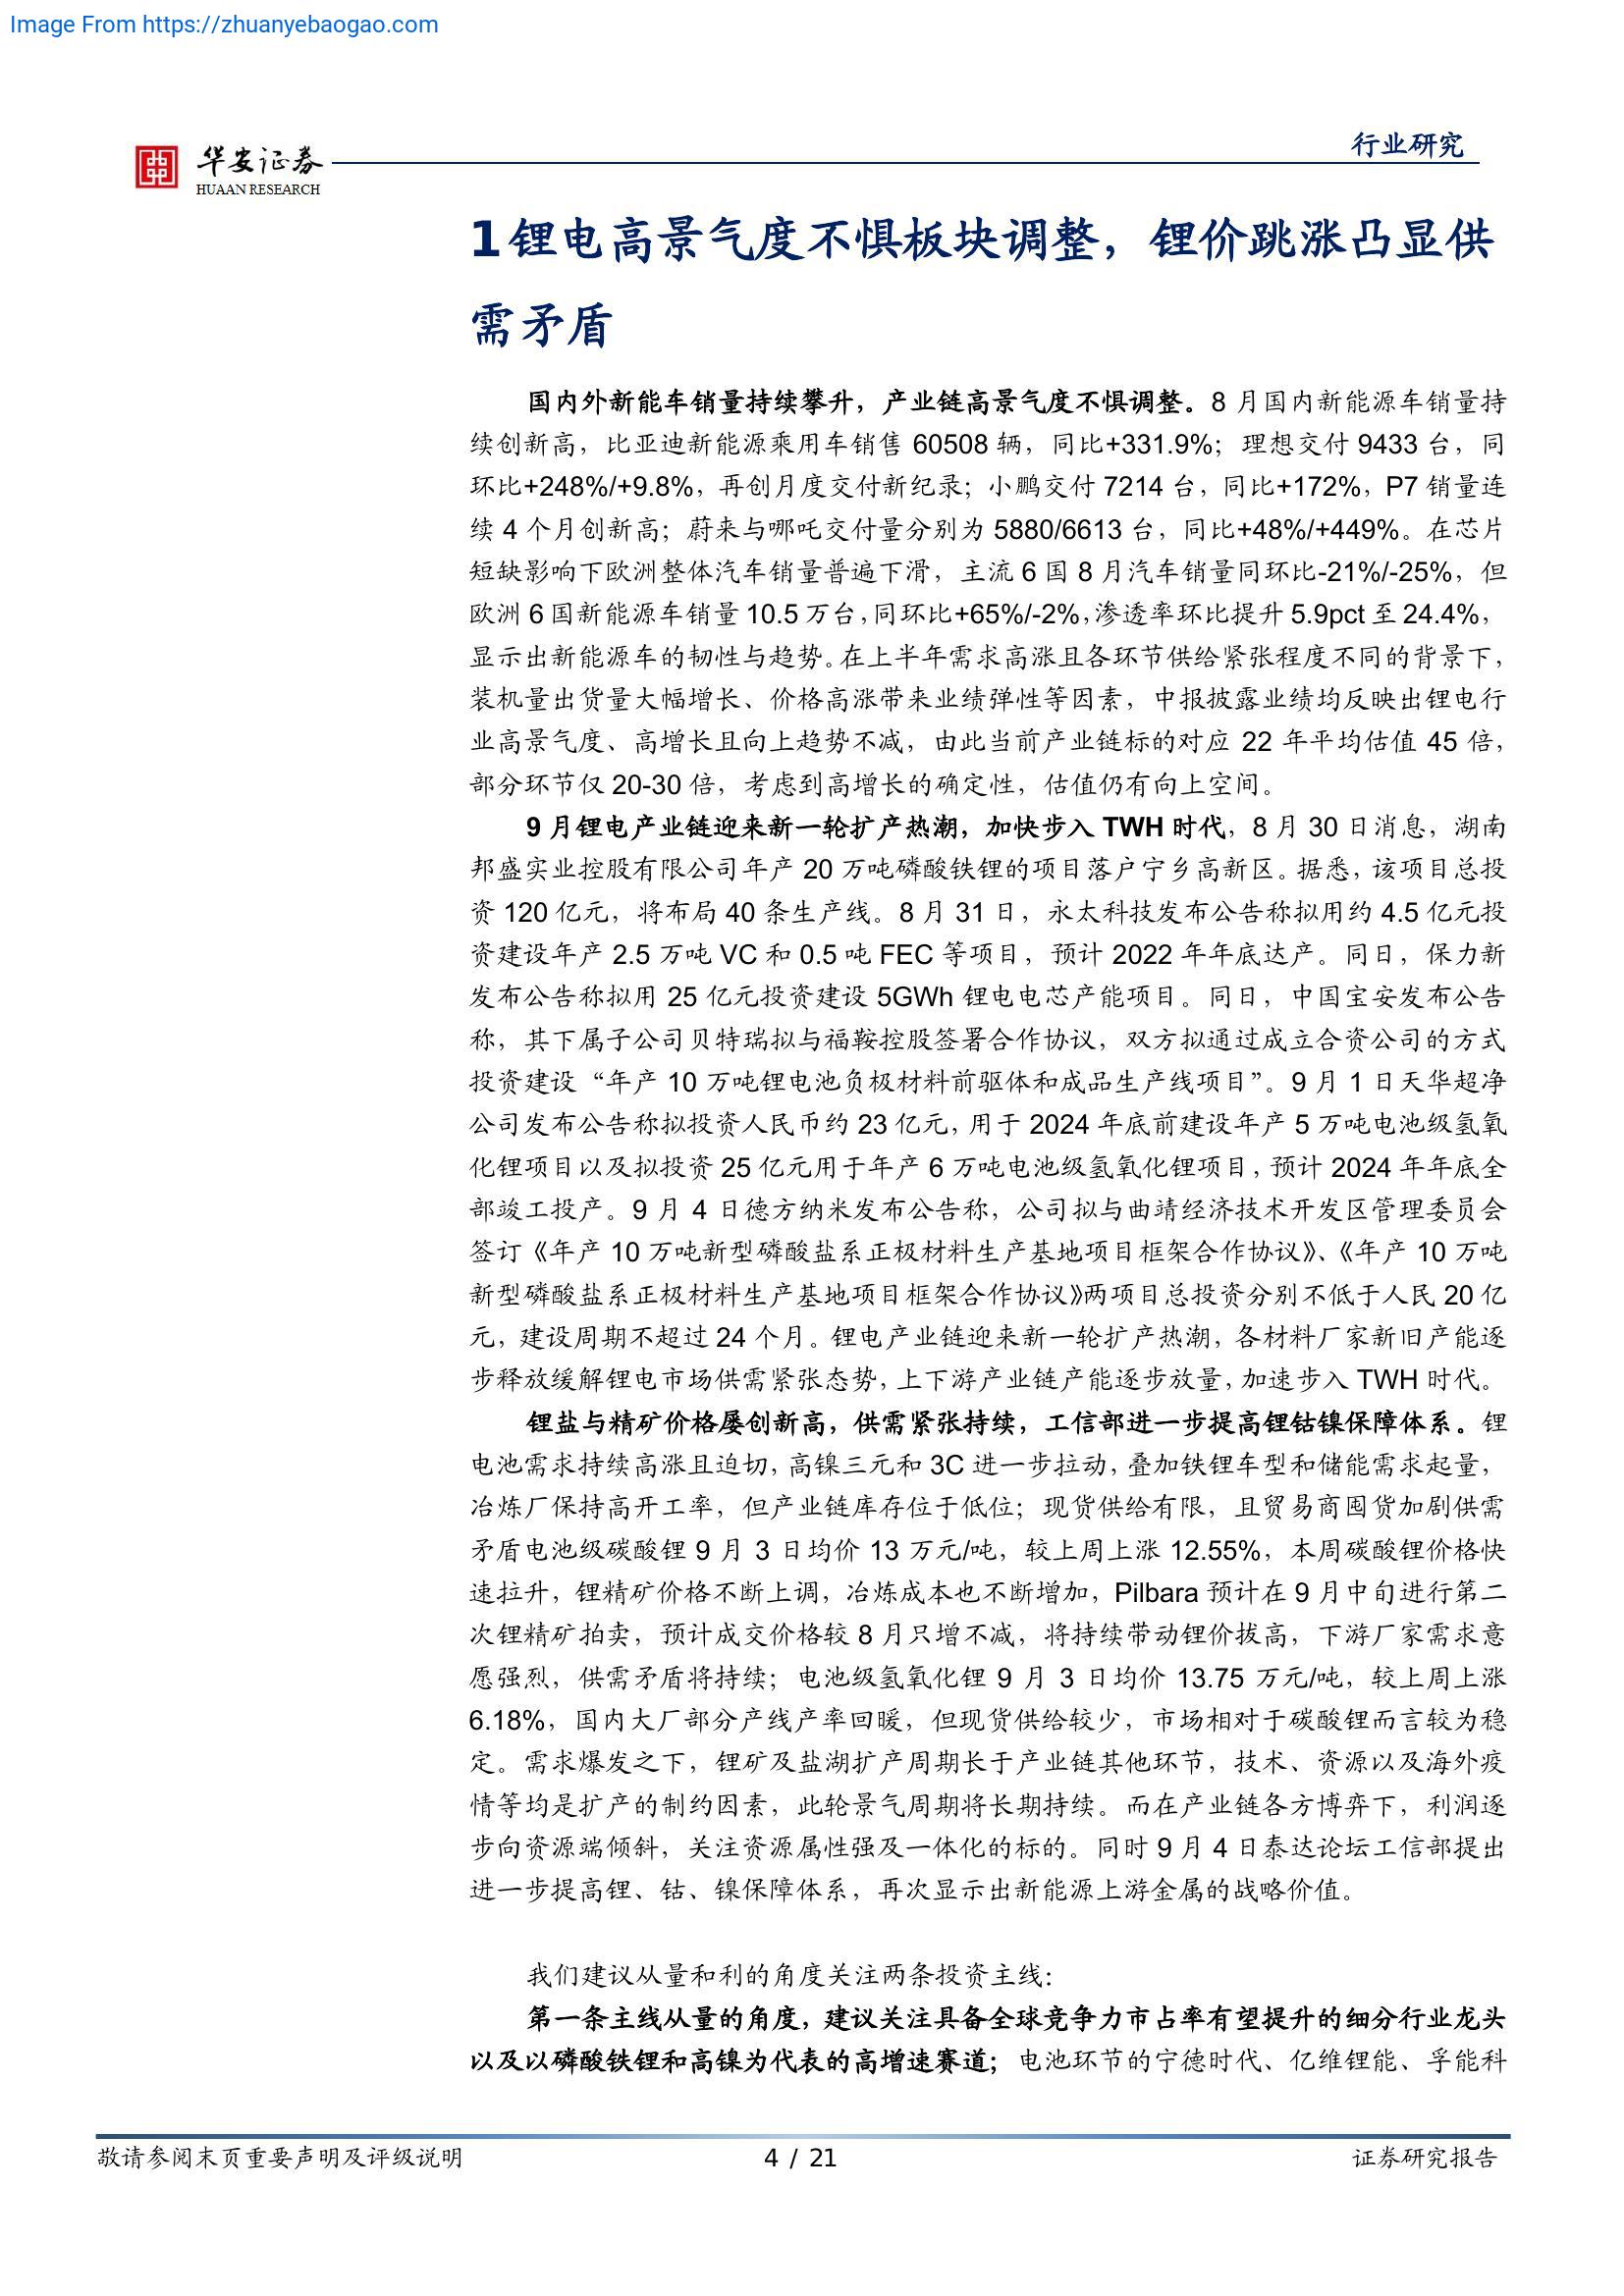 Image From https://zhuanyebaogao.com
行业研究
华安证券
HUAAN RESEARCH
1锂电高景气度不惧板块调整，锂价跳涨凸显供
需矛盾
国内外新能车销量持续攀升，产业链高景气度不惧调整。8 月国内新能源车销量持
续创新高，比亚迪新能源乘用车销售 60508 辆，同比+331.9%；理想交付 9433 台，同
环比+248%/+9.8%，再创月度交付新纪录；小鹏交付 7214 台，同比+172%，P7 销量连
续 4 个月创新高；蔚来与哪吒交付量分别为 5880/6613 台，同比+48%/+449%。在芯片
短缺影响下欧洲整体汽车销量普遍下滑，主流 6 国 8 月汽车销量同环比-21%/-25%，但
欧洲 6 国新能源车销量 10.5 万台，同环比+65%/-2%，渗透率环比提升 5.9pct 至 24.4%，
显示出新能源车的韧性与趋势。在上半年需求高涨且各环节供给紧张程度不同的背景下，
装机量出货量大幅增长、价格高涨带来业绩弹性等因素，中报披露业绩均反映出锂电行
业高景气度、高增长且向上趋势不减，由此当前产业链标的对应 22 年平均估值 45 倍，
部分环节仅 20-30 倍，考虑到高增长的确定性，估值仍有向上空间。
9 月锂电产业链迎来新一轮扩产热潮，加快步入 TWH 时代，8 月 30 日消息，湖南
邦盛实业控股有限公司年产 20 万吨磷酸铁锂的项目落户宁乡高新区。据悉，该项目总投
资 120 亿元，将布局 40 条生产线。8 月 31 日，永太科技发布公告称拟用约 4.5 亿元投
资建设年产 2.5 万吨 VC 和 0.5 吨 FEC 等项目，预计 2022 年年底达产。同日，保力新
发布公告称拟用 25 亿元投资建设 5GWh 锂电电芯产能项目。同日，中国宝安发布公告
称，其下属子公司贝特瑞拟与福鞍控股签署合作协议，双方拟通过成立合资公司的方式
投资建设“年产 10 万吨锂电池负极材料前驱体和成品生产线项目”。9 月 1 日天华超净
公司发布公告称拟投资人民币约 23 亿元，用于 2024 年底前建设年产 5 万吨电池级氢氧
化锂项目以及拟投资 25 亿元用于年产 6 万吨电池级氢氧化锂项目，预计 2024 年年底全
部竣工投产。9 月 4 日德方纳米发布公告称，公司拟与曲靖经济技术开发区管理委员会
签订《年产 10 万吨新型磷酸盐系正极材料生产基地项目框架合作协议》、《年产 10 万吨
新型磷酸盐系正极材料生产基地项目框架合作协议》两项目总投资分别不低于人民 20 亿
元，建设周期不超过 24 个月。锂电产业链迎来新一轮扩产热潮，各材料厂家新旧产能逐
步释放缓解锂电市场供需紧张态势，上下游产业链产能逐步放量，加速步入 TWH 时代。
锂盐与精矿价格屡创新高，供需紧张持续，工信部进一步提高锂钴镍保障体系。锂
电池需求持续高涨且迫切，高镍三元和 3C 进一步拉动，叠加铁锂车型和储能需求起量，
冶炼厂保持高开工率，但产业链库存位于低位；现货供给有限，且贸易商囤货加剧供需
矛盾电池级碳酸锂 9 月 3 日均价 13 万元/吨，较上周上涨 12.55%，本周碳酸锂价格快
速拉升，锂精矿价格不断上调，冶炼成本也不断增加，Pilbara 预计在 9 月中旬进行第二
次锂精矿拍卖，预计成交价格较 8 月只增不减，将持续带动锂价拔高，下游厂家需求意
愿强烈，供需矛盾将持续；电池级氢氧化锂 9 月 3 日均价 13.75 万元/吨，较上周上涨
6.18%，国内大厂部分产线产率回暖，但现货供给较少，市场相对于碳酸锂而言较为稳
定。需求爆发之下，锂矿及盐湖扩产周期长于产业链其他环节，技术、资源以及海外疫
情等均是扩产的制约因素，此轮景气周期将长期持续。而在产业链各方博弈下，利润逐
步向资源端倾斜，关注资源属性强及一体化的标的。同时 9 月 4 日泰达论坛工信部提出
进一步提高锂、钴、镍保障体系，再次显示出新能源上游金属的战略价值。
我们建议从量和利的角度关注两条投资主线：
第一条主线从量的角度，建议关注具备全球竞争力市占率有望提升的细分行业龙头
以及以磷酸铁锂和高镍为代表的高增速赛道；电池环节的宁德时代、亿维锂能、孚能科
敬请参阅末页重要声明及评级说明
4 / 21
证券研究报告